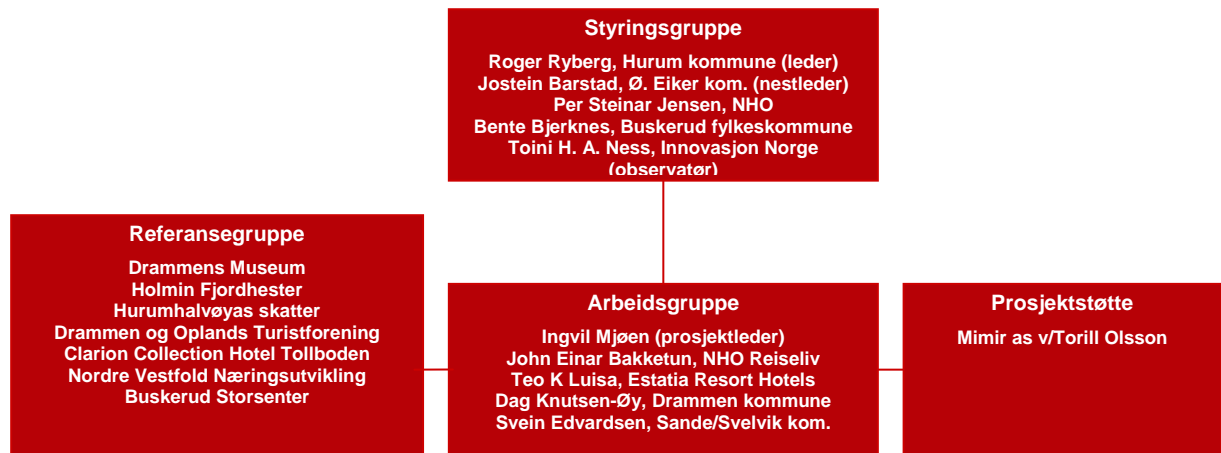 Styringsgruppe
Roger Ryberg, Hurum kommune (leder)
Jostein Barstad, Ø. Eiker kom. (nestleder)
Per Steinar Jensen, NHO
Bente Bjerknes, Buskerud fylkeskommune
Toini H. A. Ness, Innovasjon Norge
(observatør)
Referansegruppe
Drammens Museum
Holmin Fjordhester
Hurumhalvøyas skatter
Drammen og Oplands Turistforening
Clarion Collection Hotel Tollboden
Nordre Vestfold Næringsutvikling
Buskerud Storsenter
Arbeidsgruppe
Ingvil Mjøen (prosjektleder)
John Einar Bakketun, NHO Reiseliv
Teo K Luisa, Estatia Resort Hotels
Dag Knutsen-Øy, Drammen kommune
Svein Edvardsen, Sande/Svelvik kom.
Prosjektstøtte
Mimir as v/Torill Olsson